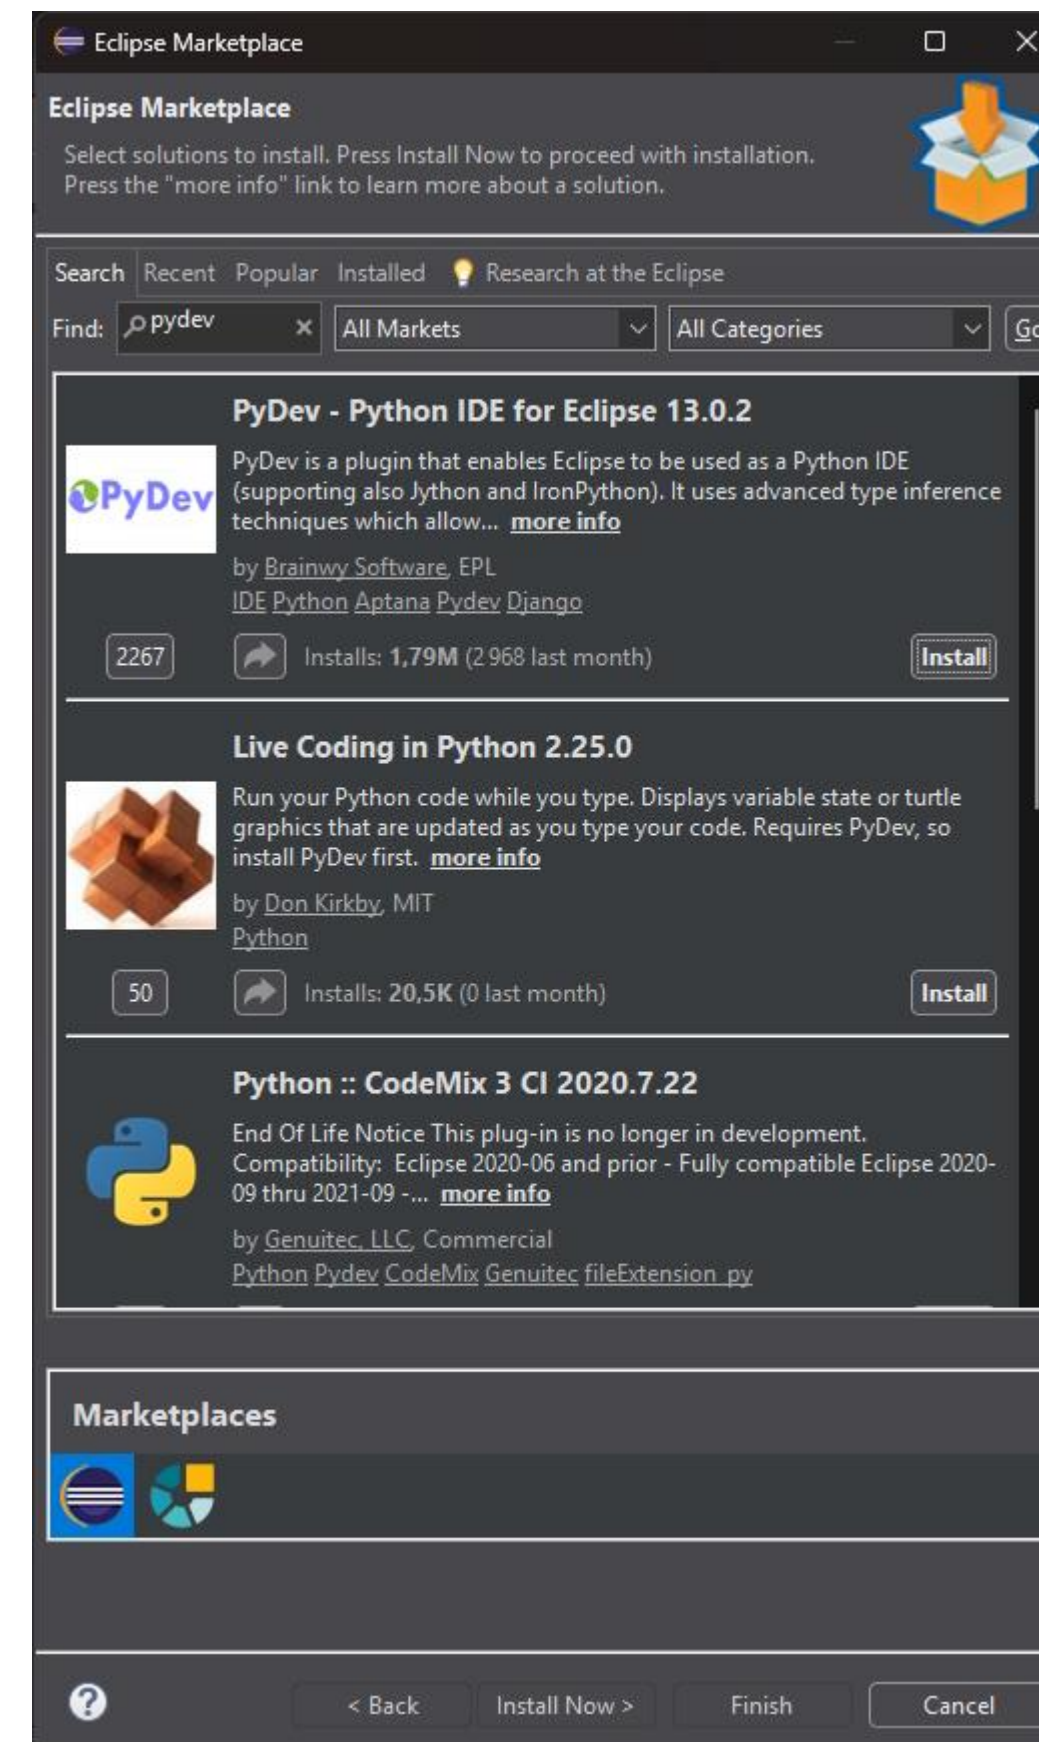 Eclipse Marketplace
Eclipse Marketplace
Select solutions to install. Press Install Now to proceed with installation.
Press the "more info" link to learn more about a solution.
Search Recent Popular Installed Research at the Eclipse
Find: pydev All Markets All Categories Go
PyDev - Python IDE for Eclipse 13.0.2
PyDev
PyDev is a plugin that enables Eclipse to be used as a Python IDE
(supporting also Jython and IronPython). It uses advanced type inference
techniques which allow... more info
by Brainwy Software, EPL
IDE Python Aptana Pydev Django
2267 Installs: 1,79M (2 968 last month) Install
Live Coding in Python 2.25.0
Run your Python code while you type. Displays variable state or turtle
graphics that are updated as you type your code. Requires PyDev, so
install PyDev first. more info
by Don Kirkby, MIT
Python
50 Installs: 20,5K (0 last month) Install
Python :: CodeMix 3 CI 2020.7.22
End Of Life Notice This plug-in is no longer in development.
Compatibility: Eclipse 2020-06 and prior - Fully compatible Eclipse 2020-
09 thru 2021-09 -... more info
by Genuitec, LLC, Commercial
Python Pydev CodeMix Genuitec fileExtension_py
Marketplaces
? < Back Install Now > Finish Cancel